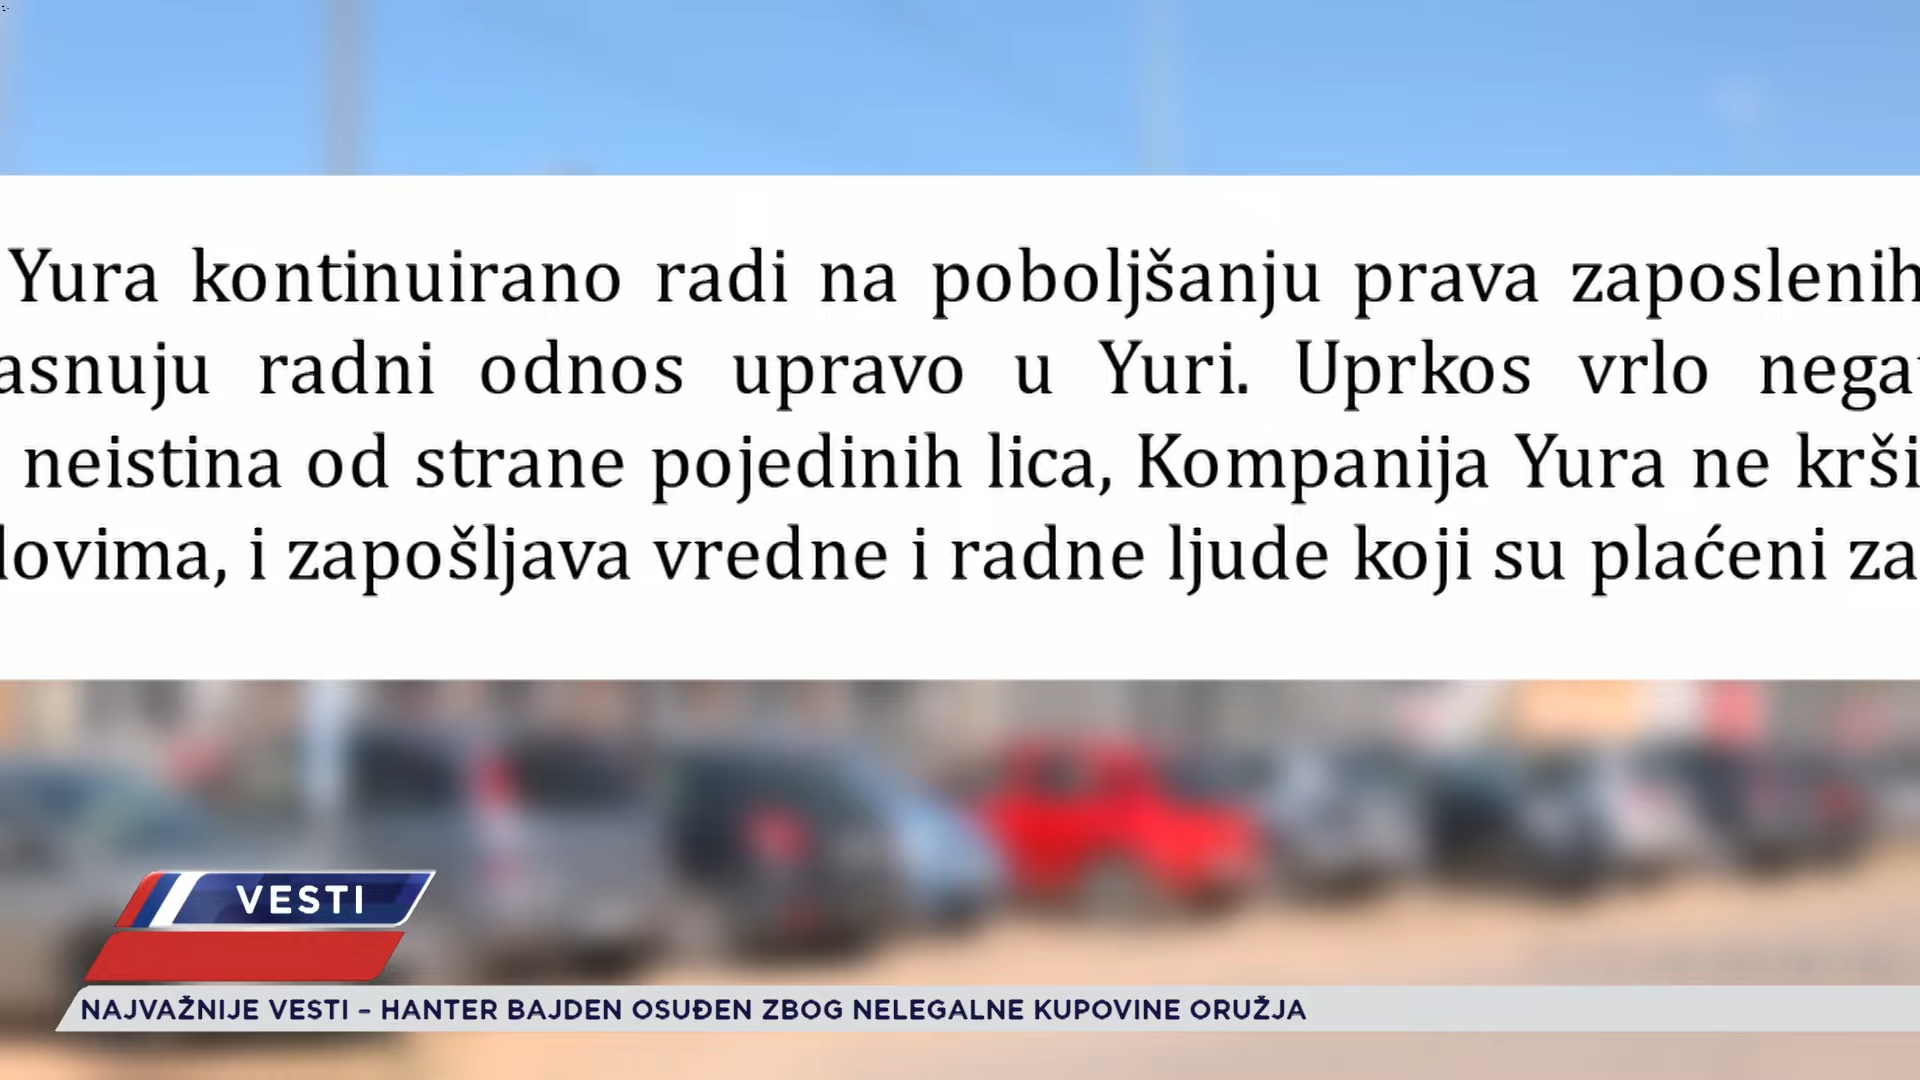 Yura kontinuirano radi na poboljšanju prava zaposlenih
asnuju radni odnos upravo u Yuri. Uprkos vrlo nega
neistina od strane pojedinih lica, Kompanija Yura ne krši
lovima, i zapošljava vredne i radne ljude koji su plaćeni za
VESTI
NAJVAŽNIJE VESTI – HANTER BAJDEN OSUĐEN ZBOG NELEGALNE KUPOVINE ORUŽJA